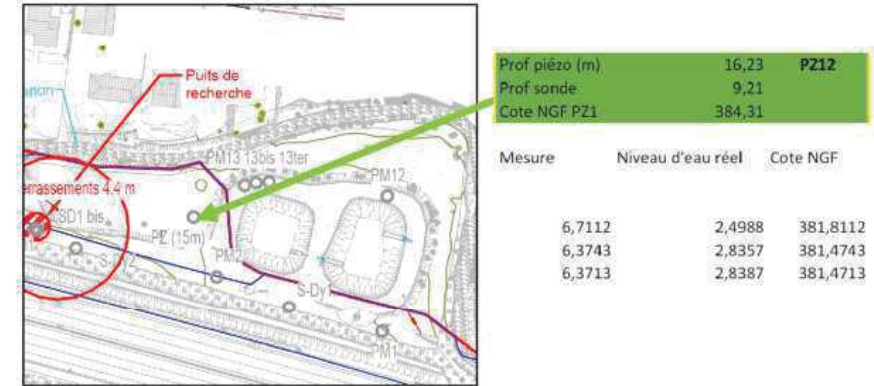 Puits de
recherche
PM13 13bis 13ter
PM12
errassements 4.4 m
SD1 bis
PZ (15m)
PM2
S-Dy2
S-Dy1
PM1
Prof piézo (m) 16,23 PZ12
Prof sonde 9,21
Cote NGF PZ1 384,31
Mesure Niveau d'eau réel Cote NGF
6,7112 2,4988 381,8112
6,3743 2,8357 381,4743
6,3713 2,8387 381,4713